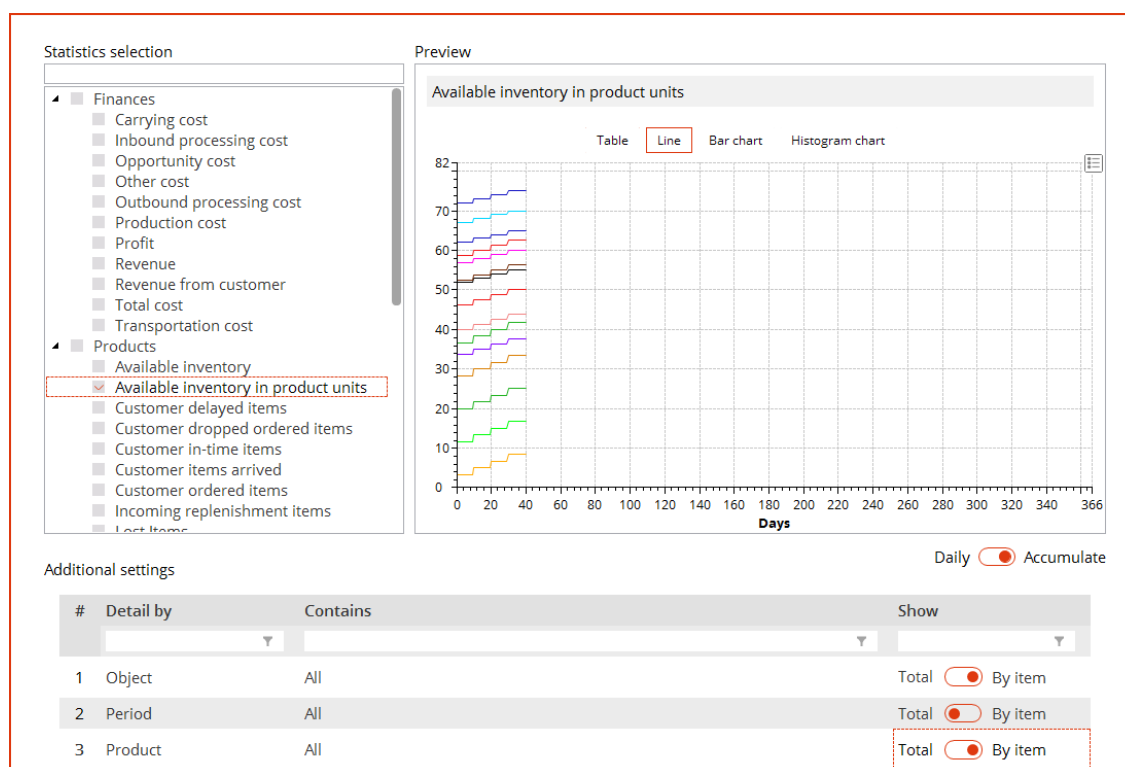 Statistics selection
Finances
Carrying cost
Inbound processing cost
Opportunity cost
Other cost
Outbound processing cost
Production cost
Profit
Revenue
Revenue from customer
Total cost
Transportation cost
Products
Available inventory
Available inventory in product units
Customer delayed items
Customer dropped ordered items
Customer in-time items
Customer items arrived
Customer ordered items
Incoming replenishment items
Lost Items
Preview
Available inventory in product units
Table Line Bar chart Histogram chart
82
70
60
50
40
30
20
10
0
0 20 40 60 80 100 120 140 160 180 200 220 240 260 280 300 320 340 366
Days
Daily Accumulate
Additional settings
# Detail by Contains Show
1 Object All Total By item
2 Period All Total By item
3 Product All Total By item